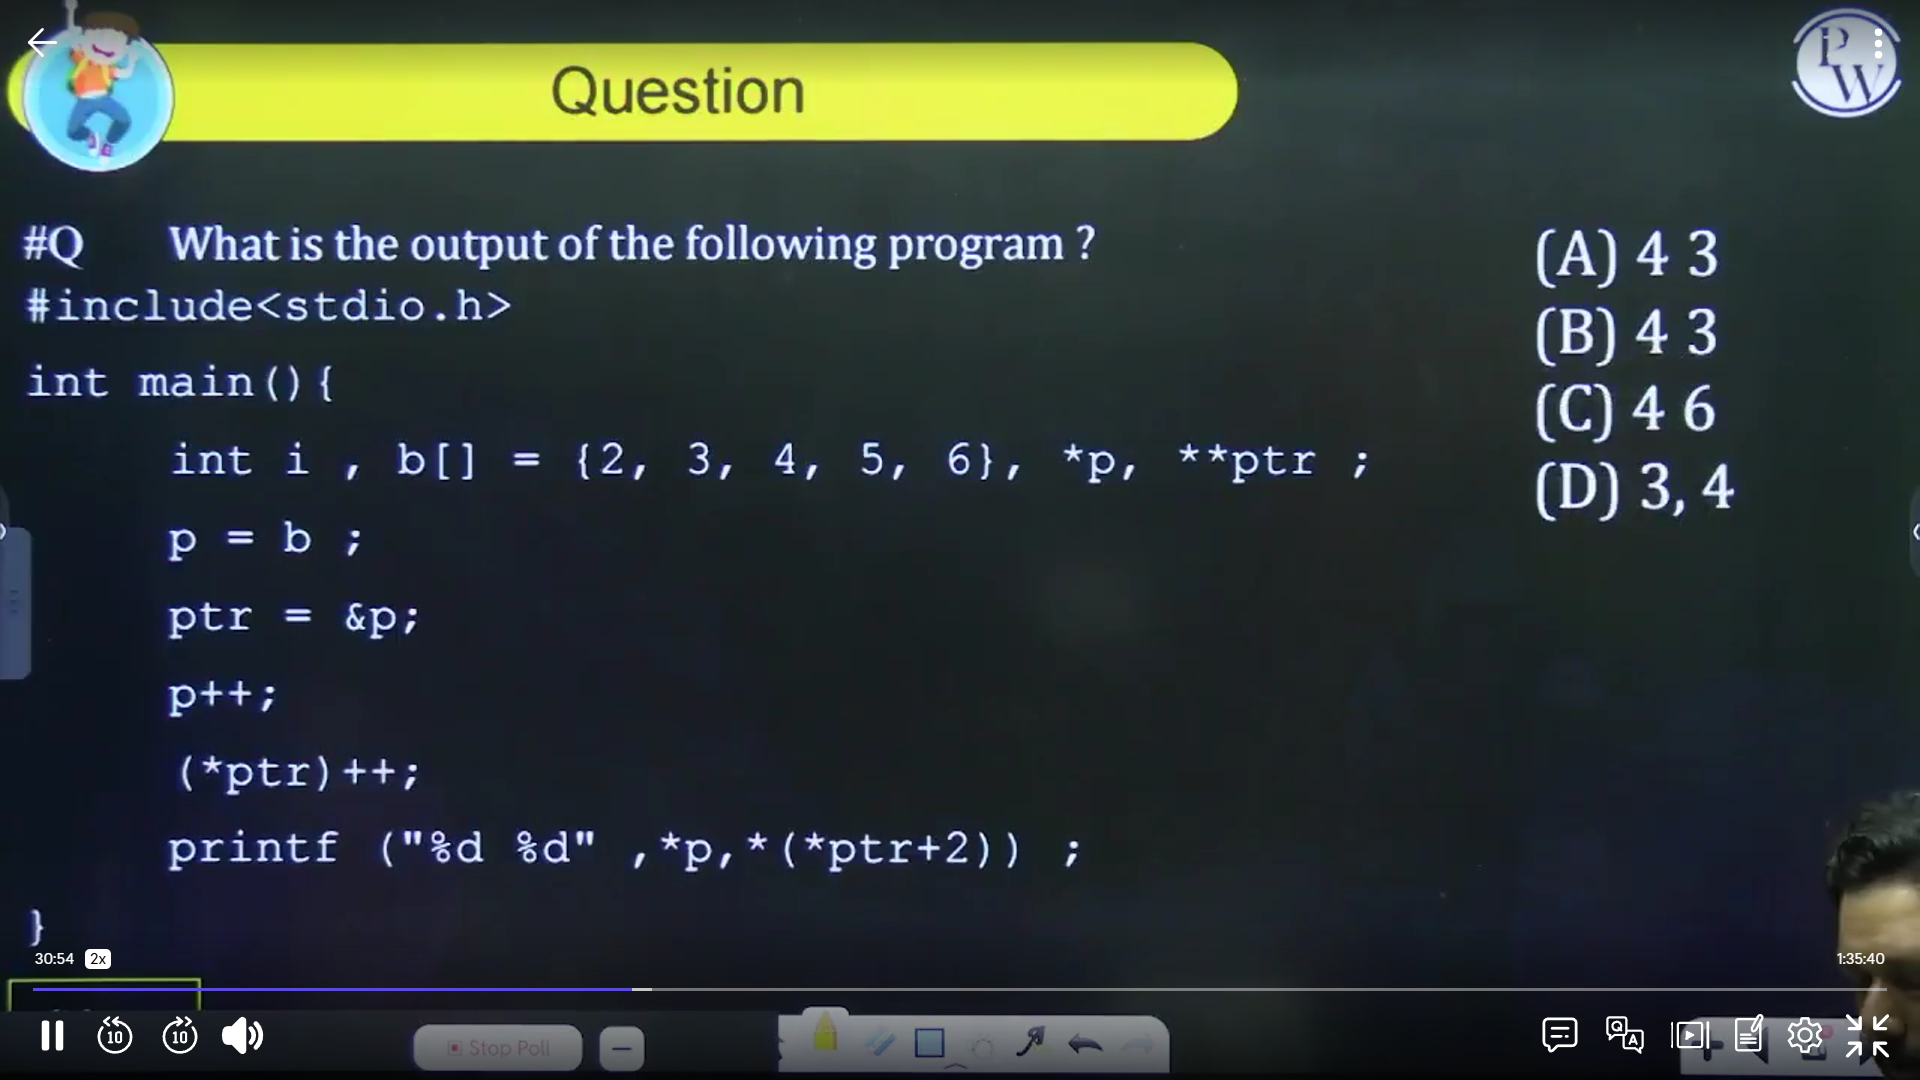 Question
PW
#Q What is the output of the following program ?
#include<stdio.h>
int main(){
int i , b[] = {2, 3, 4, 5, 6}, *p, **ptr ;
p = b ;
ptr = &p;
p++;
(*ptr)++;
printf ("%d %d" ,*p,*(*ptr+2)) ;
}
(A) 4 3
(B) 4 3
(C) 4 6
(D) 3, 4
30:54 2x
1:35:40
10 10
Stop Poll
Q A